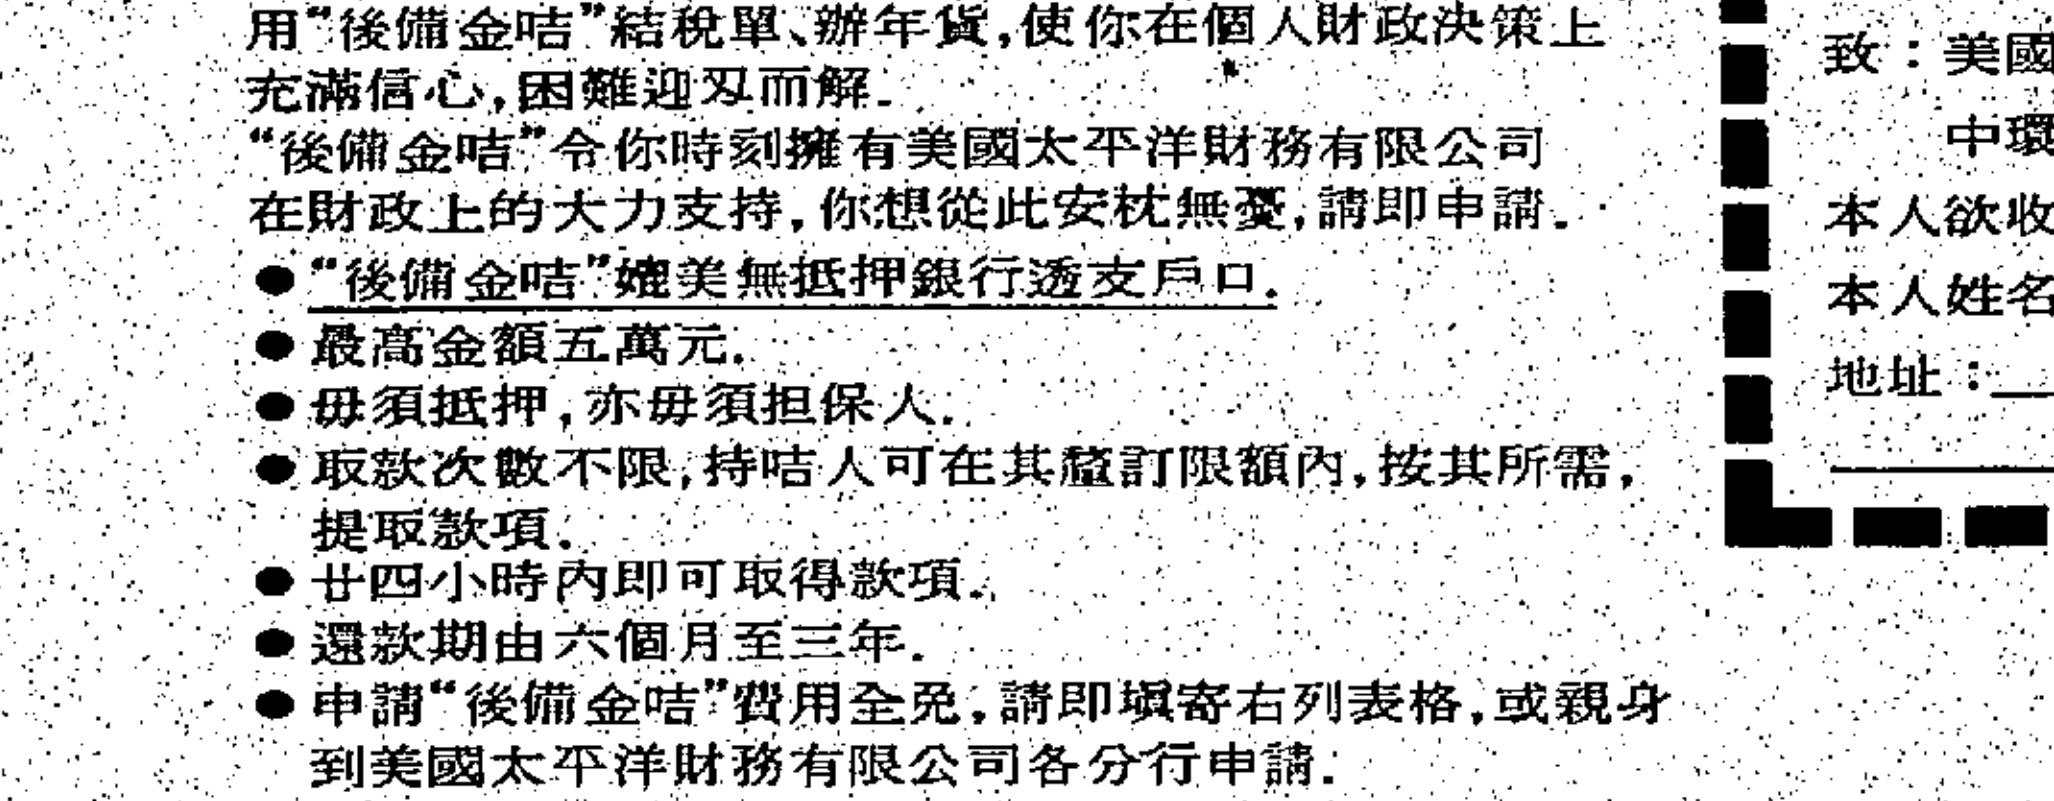 用“後備金咭”結稅單、辦年貨,使你在個人財政決策上
充滿信心,困難迎刃而解.
“後備金咭”令你時刻擁有美國太平洋財務有限公司
在財政上的大力支持,你想從此安枕無憂,請即申請.
●“後備金咭”媲美無抵押銀行透支戶口.
●最高金額五萬元.
●毋須抵押,亦毋須担保人.
●取款次數不限,持咭人可在其釐訂限額內,按其所需,
提取款項.
●廿四小時內即可取得款項.
●還款期由六個月至三年.
●申請“後備金咭”費用全免,請即塡寄右列表格,或親身
到美國太平洋財務有限公司各分行申請.
致：美國
中環
本人欲收
本人姓名
地址：